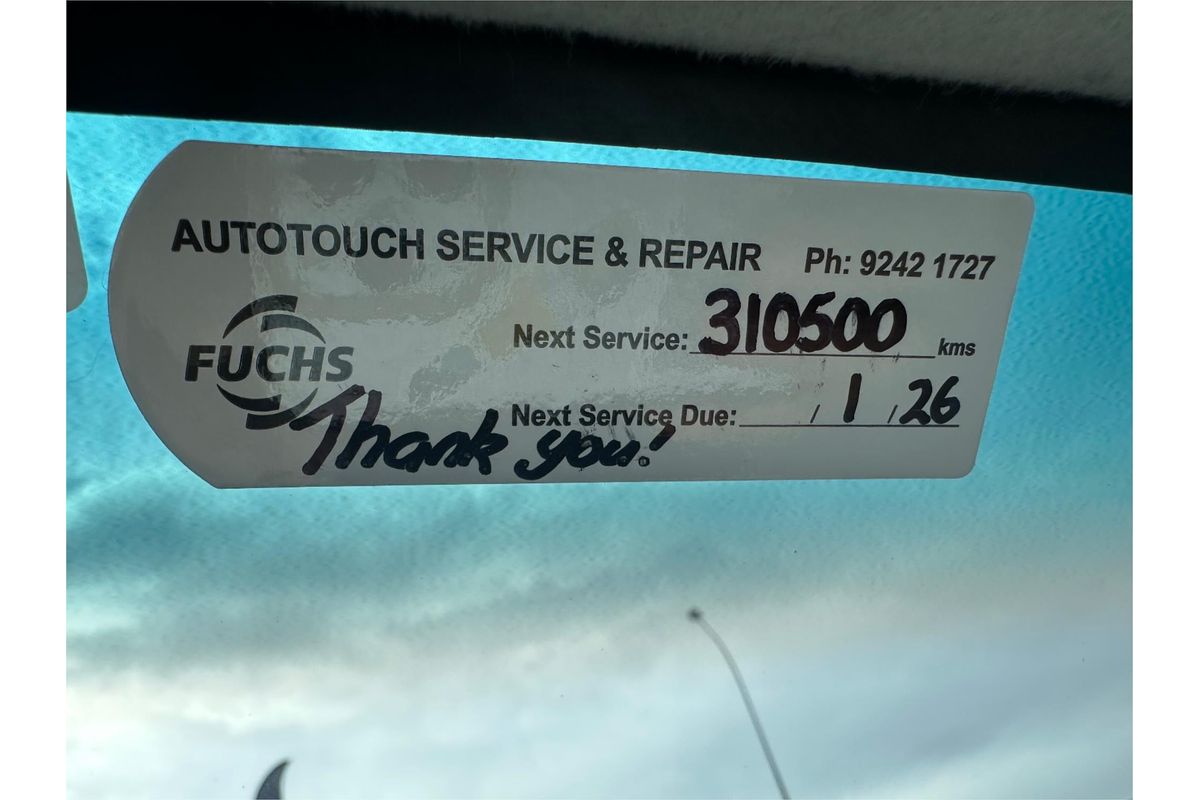 AUTOTOUCH SERVICE & REPAIR Ph: 9242 1727
Next Service: 310500 kms
FUCHS
Next Service Due: / 1 / 26
Thank you!